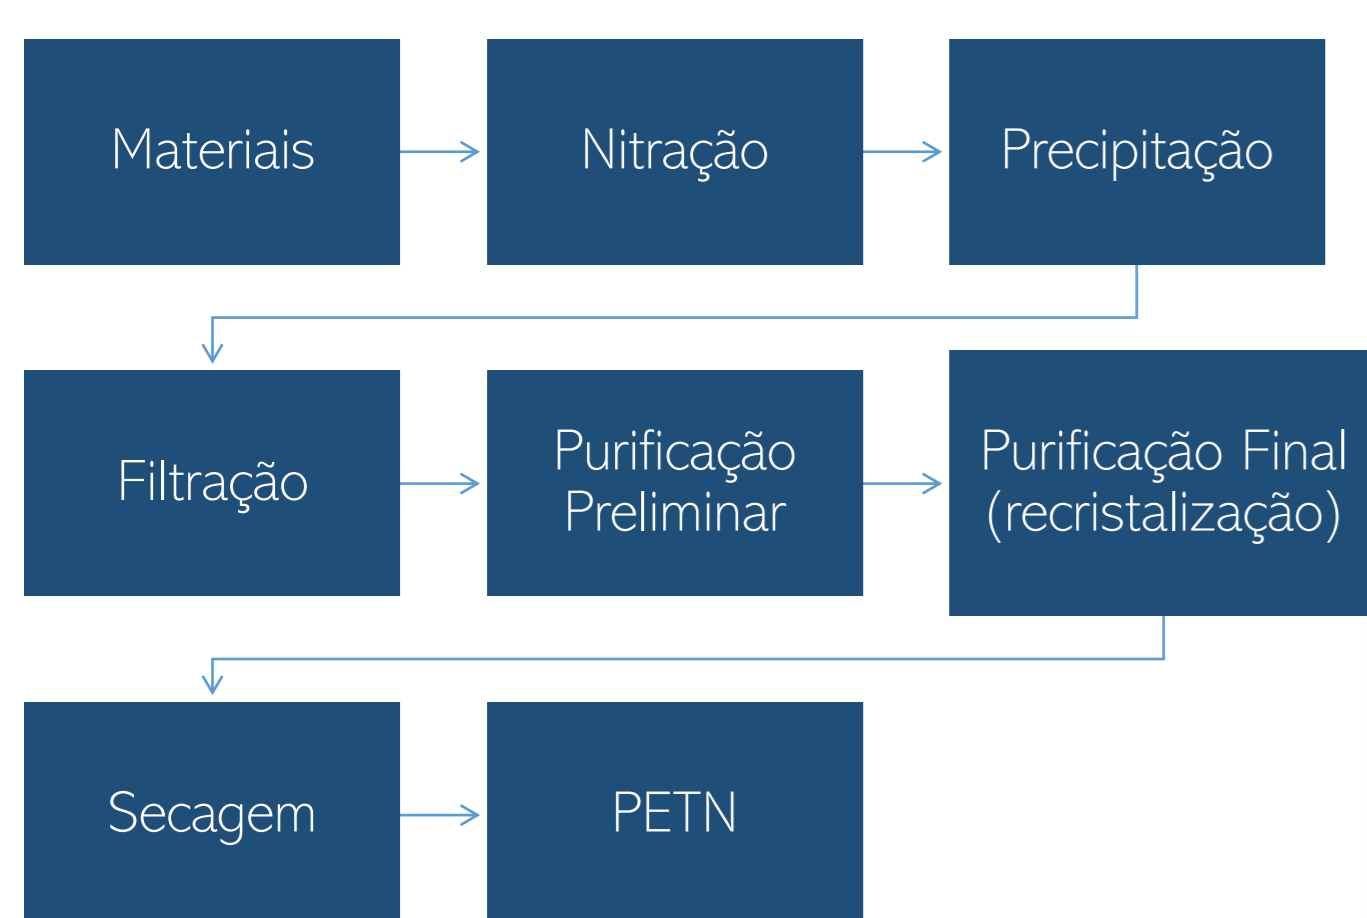 Materiais
Nitração
Precipitação
Filtração
Purificação
Preliminar
Purificação Final
(recristalização)
Secagem
PETN